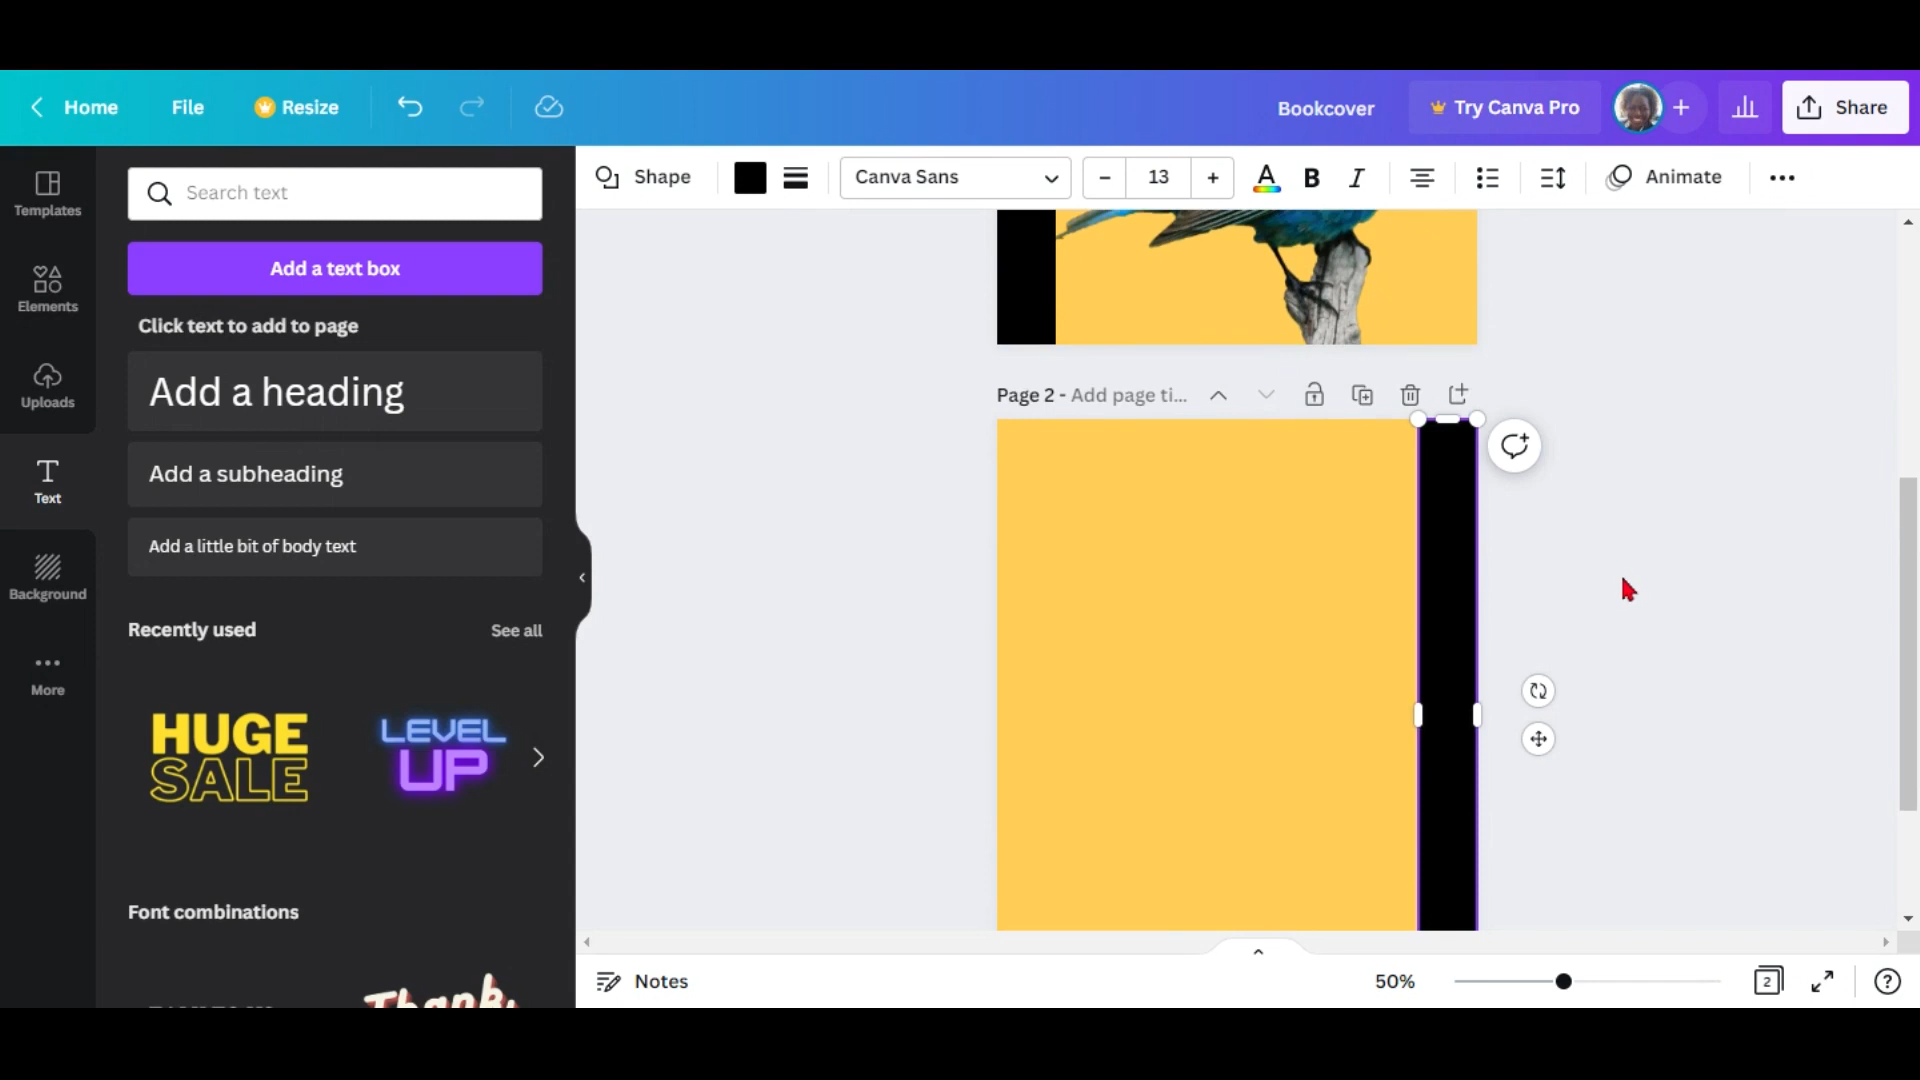 Home File Resize Bookcover Try Canva Pro Share
Shape Canva Sans 13 B I Animate
Templates
Elements
Uploads
Text
Background
More
Search text
Add a text box
Click text to add to page
Add a heading
Add a subheading
Add a little bit of body text
Recently used See all
HUGE
SALE
LEVEL
UP
Font combinations
Thank
Page 2 - Add page ti...
Notes 50% 2